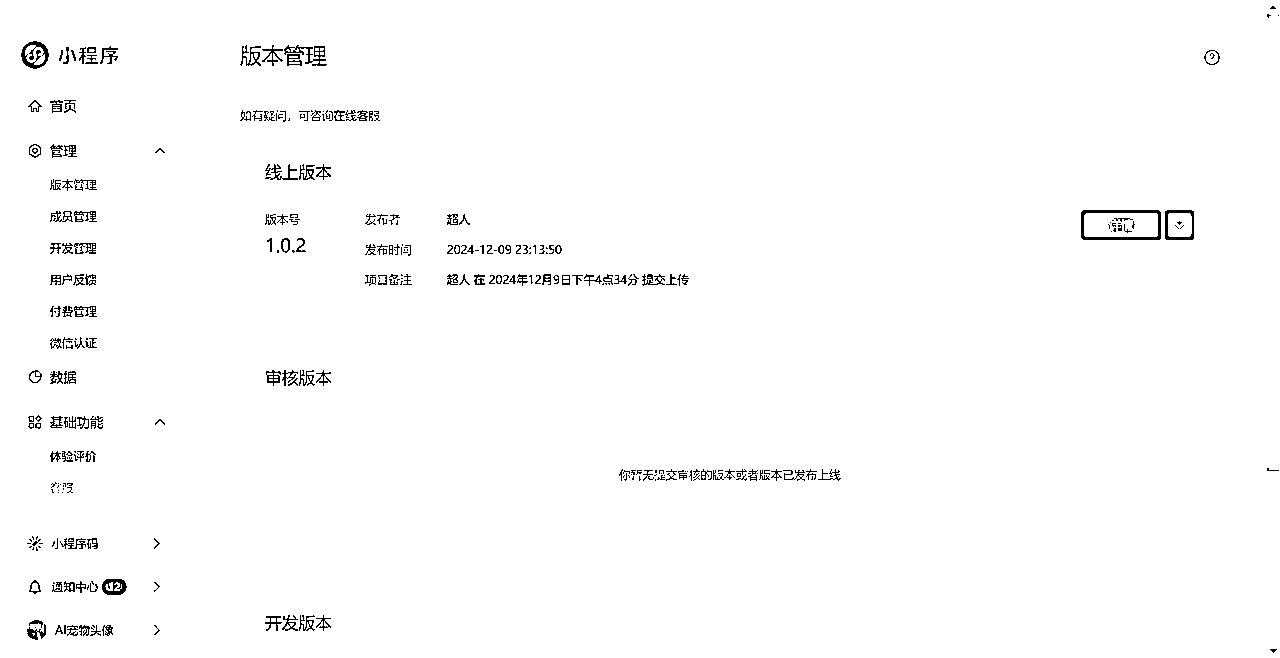 小程序
版本管理
首页
如有疑问，可咨询在线客服
管理
线上版本
版本管理
成员管理
开发管理
用户反馈
付费管理
微信认证
版本号
1.0.2
发布者 超人
发布时间 2024-12-09 23:13:50
项目备注 超人 在 2024年12月9日下午4点34分 提交上传
数据
审核版本
基础功能
体验评价
客服
你暂无提交审核的版本或者版本已发布上线
小程序码
通知中心 12
AI宠物头像
开发版本